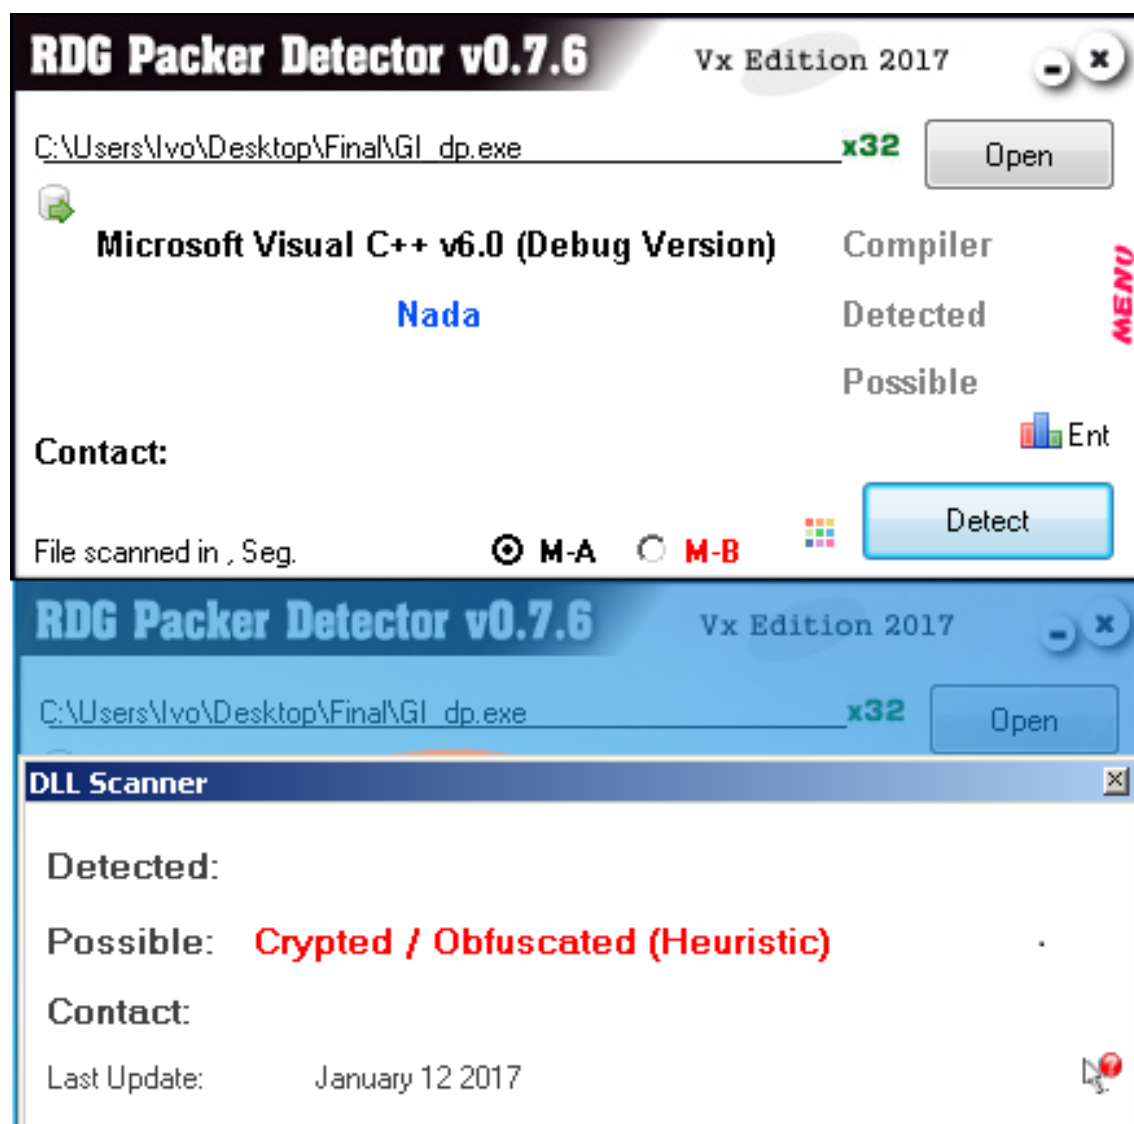 RDG Packer Detector v0.7.6 Vx Edition 2017
C:\Users\Ivo\Desktop\Final\GI_dp.exe x32 Open
Microsoft Visual C++ v6.0 (Debug Version) Compiler
MENU
Nada Detected
Possible
Ent
Contact:
Detect
File scanned in , Seg. M-A M-B
RDG Packer Detector v0.7.6 Vx Edition 2017
C:\Users\Ivo\Desktop\Final\GI_dp.exe x32 Open
DLL Scanner
Detected:
Possible: Crypted / Obfuscated (Heuristic) .
Contact:
Last Update: January 12 2017